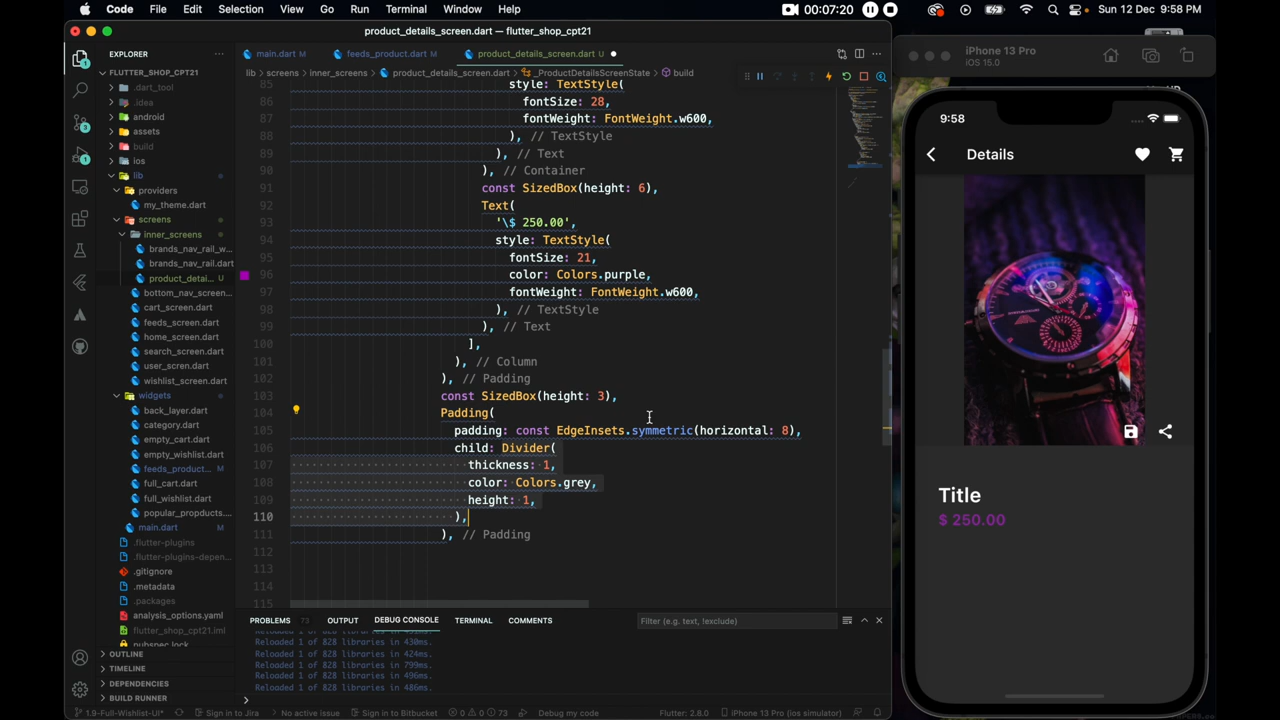 Code File Edit Selection View Go Run Terminal Window Help
00:07:20
Sun 12 Dec 9:58 PM
product_details_screen.dart — flutter_shop_cpt21
EXPLORER
FLUTTER_SHOP_CPT21
.dart_tool
.idea
android
assets
build
ios
lib
providers
my_theme.dart
screens
inner_screens
brands_nav_rail_w...
brands_nav_rail.dart
product_detai... U
bottom_nav_screen...
cart_screen.dart
feeds_screen.dart
home_screen.dart
search_screen.dart
user_scren.dart
wishlist_screen.dart
widgets
back_layer.dart
category.dart
empty_cart.dart
empty_wishlist.dart
feeds_product... M
full_cart.dart
full_wishlist.dart
popular_propducts....
main.dart M
.flutter-plugins
.flutter-plugins-depen...
.gitignore
.metadata
.packages
analysis_options.yaml
flutter_shop_cpt21.iml
pubspec.lock
OUTLINE
TIMELINE
DEPENDENCIES
BUILD RUNNER
main.dart M feeds_product.dart M product_details_screen.dart U
lib > screens > inner_screens > product_details_screen.dart > _ProductDetailsScreenState > build
85 style: TextStyle(
86 fontSize: 28,
87 fontWeight: FontWeight.w600,
88 ), // TextStyle
89 ), // Text
90 ), // Container
91 const SizedBox(height: 6),
92 Text(
93 '\$ 250.00',
94 style: TextStyle(
95 fontSize: 21,
96 color: Colors.purple,
97 fontWeight: FontWeight.w600,
98 ), // TextStyle
99 ), // Text
100 ],
101 ), // Column
102 ), // Padding
103 const SizedBox(height: 3),
104 Padding(
105 padding: const EdgeInsets.symmetric(horizontal: 8),
106 child: Divider(
107 thickness: 1,
108 color: Colors.grey,
109 height: 1,
110 ),
111 ), // Padding
112
113
114
115
PROBLEMS 73 OUTPUT DEBUG CONSOLE TERMINAL COMMENTS
Filter (e.g. text, !exclude)
Reloaded 1 of 828 libraries in 430ms.
Reloaded 1 of 828 libraries in 424ms.
Reloaded 1 of 828 libraries in 799ms.
Reloaded 1 of 828 libraries in 496ms.
Reloaded 1 of 828 libraries in 486ms.
1.9-Full-Wishlist-UI* Sign in to Jira No active issue Sign in to Bitbucket 0 0 73 Debug my code Flutter: 2.8.0 iPhone 13 Pro (ios simulator)
iPhone 13 Pro
iOS 15.0
9:58
Details
Title
$ 250.00